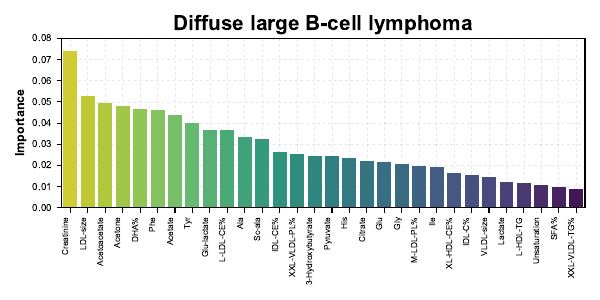 Diffuse large B-cell lymphoma
Importance
0.08
0.07
0.06
0.05
0.04
0.03
0.02
0.01
0.00
Creatinine
LDL-size
Acetoacetate
Acetone
DHA%
Phe
Acetate
Tyr
Glu-lactate
L-LDL-CE%
Ala
Sc-ala
IDL-CE%
XXL-VLDL-PL%
3-Hydroxybutyrate
Pyruvate
His
Citrate
Glu
Gly
M-LDL-PL%
Ile
XL-HDL-CE%
IDL-C%
VLDL-size
Lactate
L-HDL-TG
Unsaturation
SFA%
XXL-VLDL-TG%